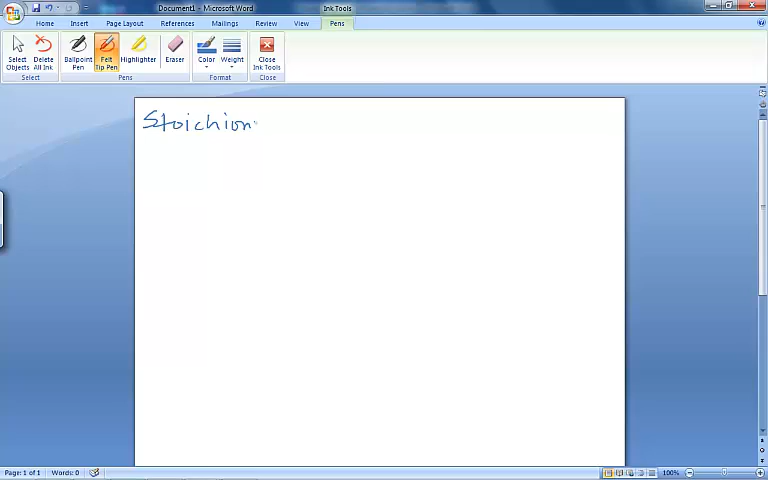 Document1 - Microsoft Word
Ink Tools
Home Insert Page Layout References Mailings Review View Pens
Select Objects
Delete All Ink
Ballpoint Pen
Felt Tip Pen
Highlighter
Eraser
Color
Weight
Close Ink Tools
Select Pens Format Close
Stoichion
Page: 1 of 1 Words: 0 100%